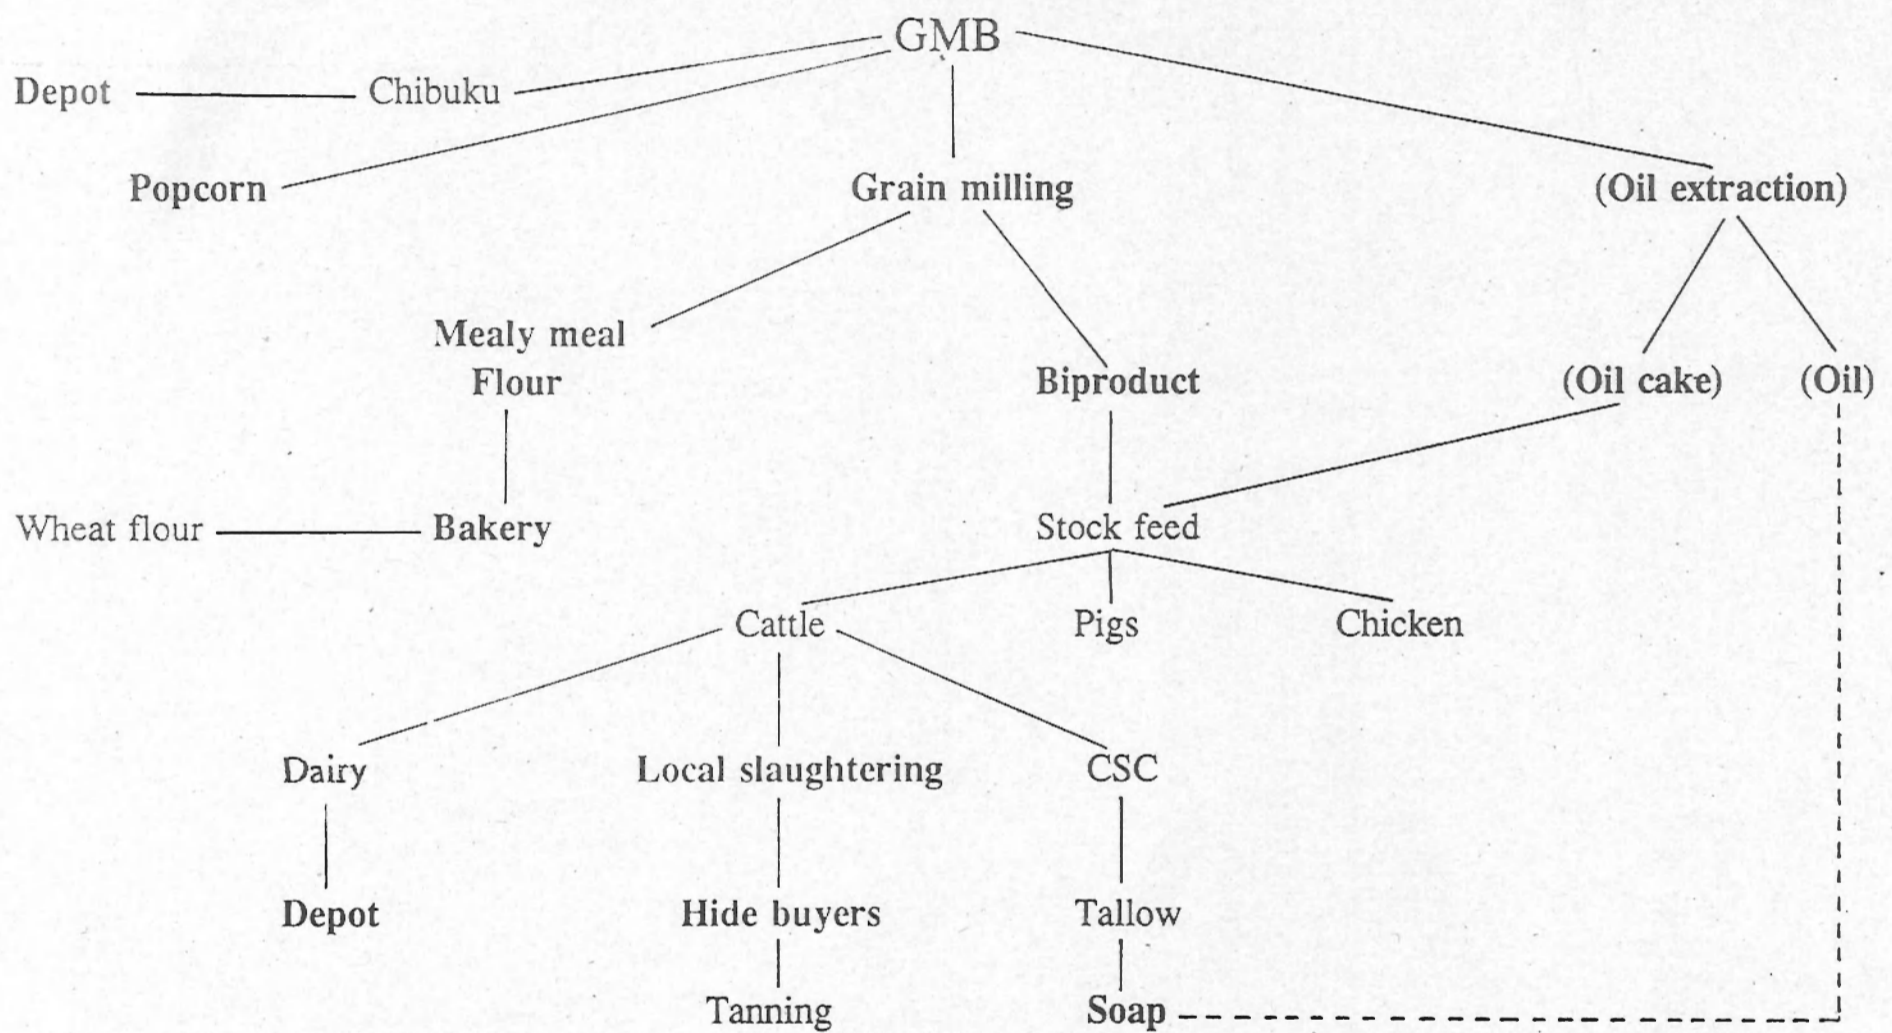 GMB
Depot Chibuku
Popcorn Grain milling (Oil extraction)
Mealy meal
Flour Biproduct (Oil cake) (Oil)
Wheat flour Bakery Stock feed
Cattle Pigs Chicken
Dairy Local slaughtering CSC
Depot Hide buyers Tallow
Tanning Soap